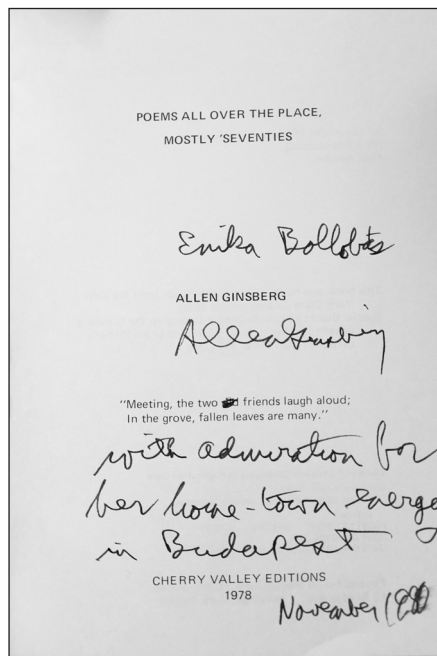 POEMS ALL OVER THE PLACE,
MOSTLY 'SEVENTIES
Enikő Bollobás
ALLEN GINSBERG
Allen Ginsberg
"Meeting, the two friends laugh aloud;
In the grove, fallen leaves are many."
with admiration for
her home-town energy
in Budapest
CHERRY VALLEY EDITIONS
1978
November